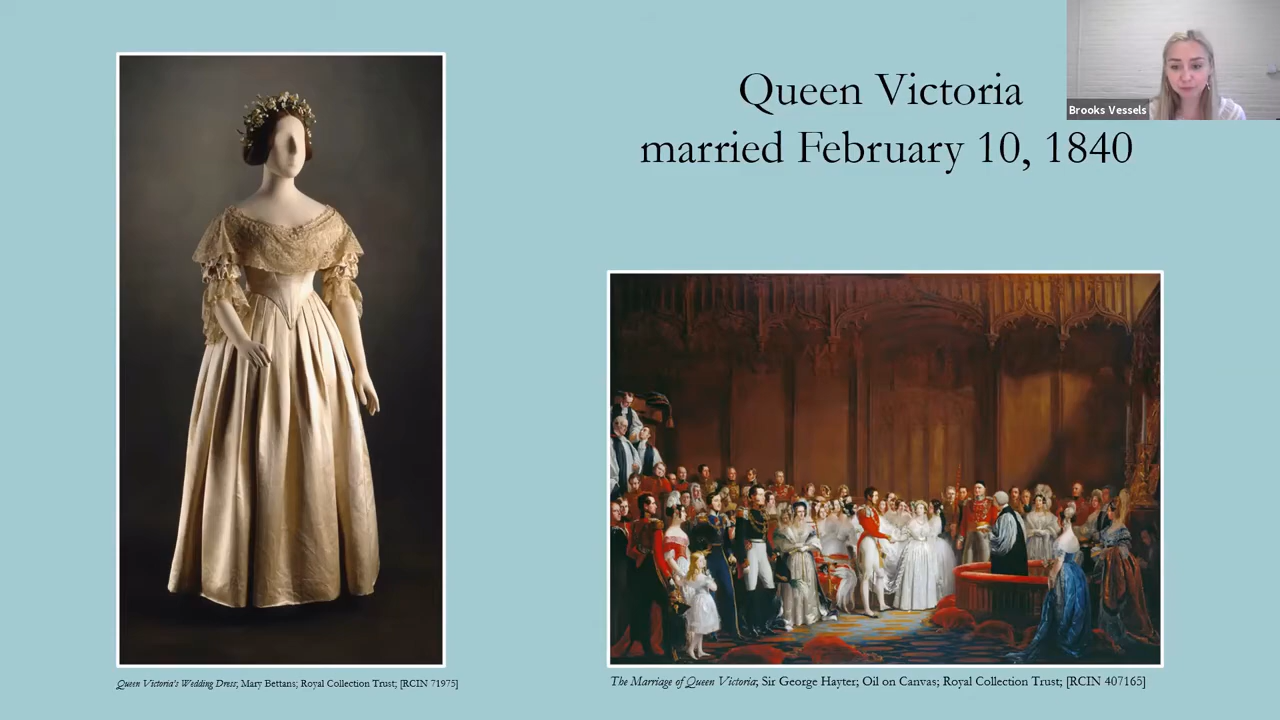 Queen Victoria
married February 10, 1840
Brooks Vessels
Queen Victoria's Wedding Dress; Mary Bettans; Royal Collection Trust; [RCIN 71975]
The Marriage of Queen Victoria; Sir George Hayter; Oil on Canvas; Royal Collection Trust; [RCIN 407165]